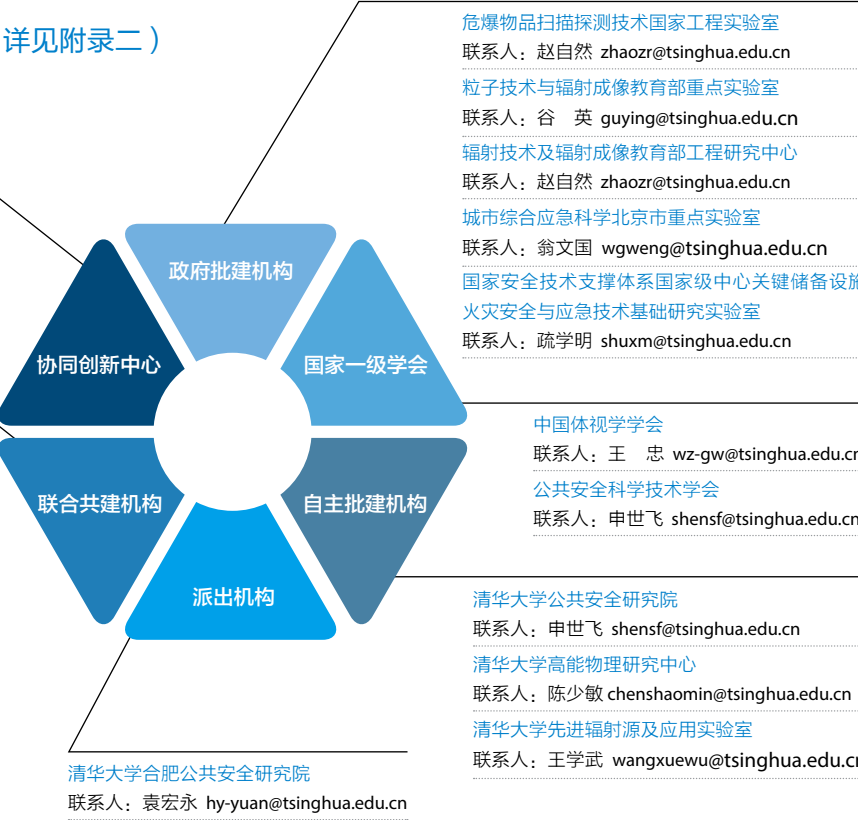 详见附录二）
危爆物品扫描探测技术国家工程实验室
联系人：赵自然 zhaozr@tsinghua.edu.cn
粒子技术与辐射成像教育部重点实验室
联系人：谷　英 guying@tsinghua.edu.cn
辐射技术及辐射成像教育部工程研究中心
联系人：赵自然 zhaozr@tsinghua.edu.cn
城市综合应急科学北京市重点实验室
联系人：翁文国 wgweng@tsinghua.edu.cn
国家安全技术支撑体系国家级中心关键储备设施
火灾安全与应急技术基础研究实验室
联系人：疏学明 shuxm@tsinghua.edu.cn
政府批建机构
协同创新中心
国家一级学会
联合共建机构
自主批建机构
派出机构
中国体视学学会
联系人：王　忠 wz-gw@tsinghua.edu.cn
公共安全科学技术学会
联系人：申世飞 shensf@tsinghua.edu.cn
清华大学公共安全研究院
联系人：申世飞 shensf@tsinghua.edu.cn
清华大学高能物理研究中心
联系人：陈少敏 chenshaomin@tsinghua.edu.cn
清华大学先进辐射源及应用实验室
联系人：王学武 wangxuewu@tsinghua.edu.cn
清华大学合肥公共安全研究院
联系人：袁宏永 hy-yuan@tsinghua.edu.cn